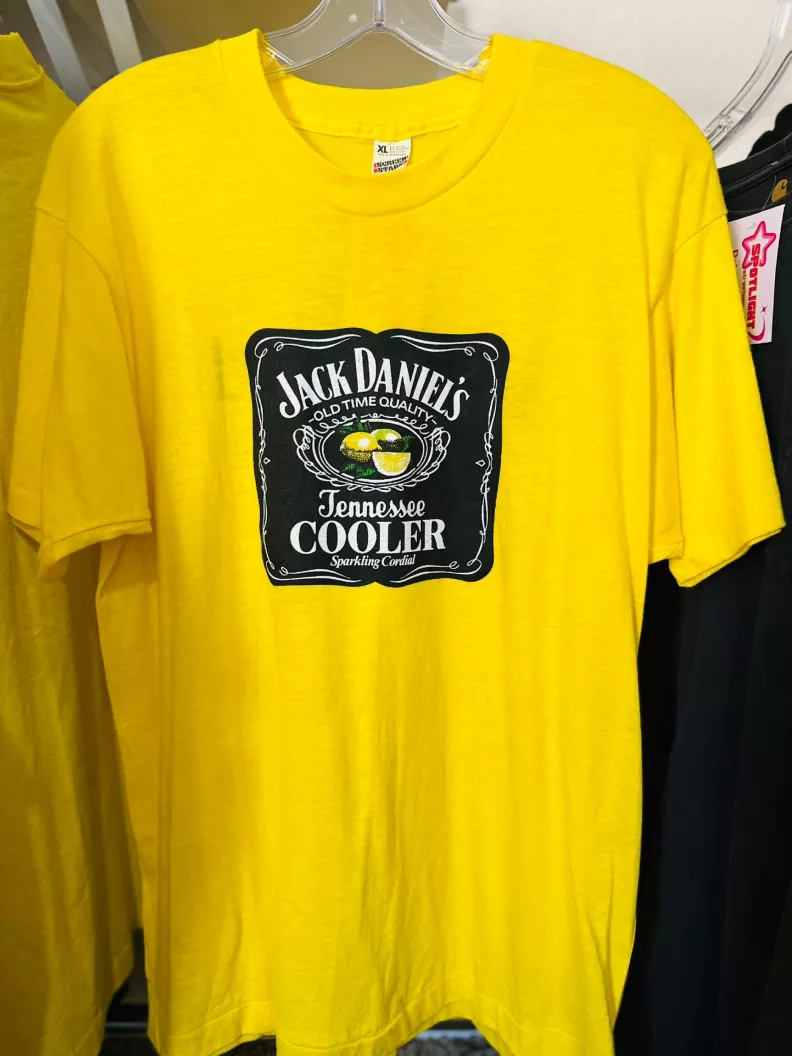 XL
SCREEN
STARS
JACK DANIEL'S
OLD TIME QUALITY
Tennessee
COOLER
Sparkling Cordial
SPOTLIGHT